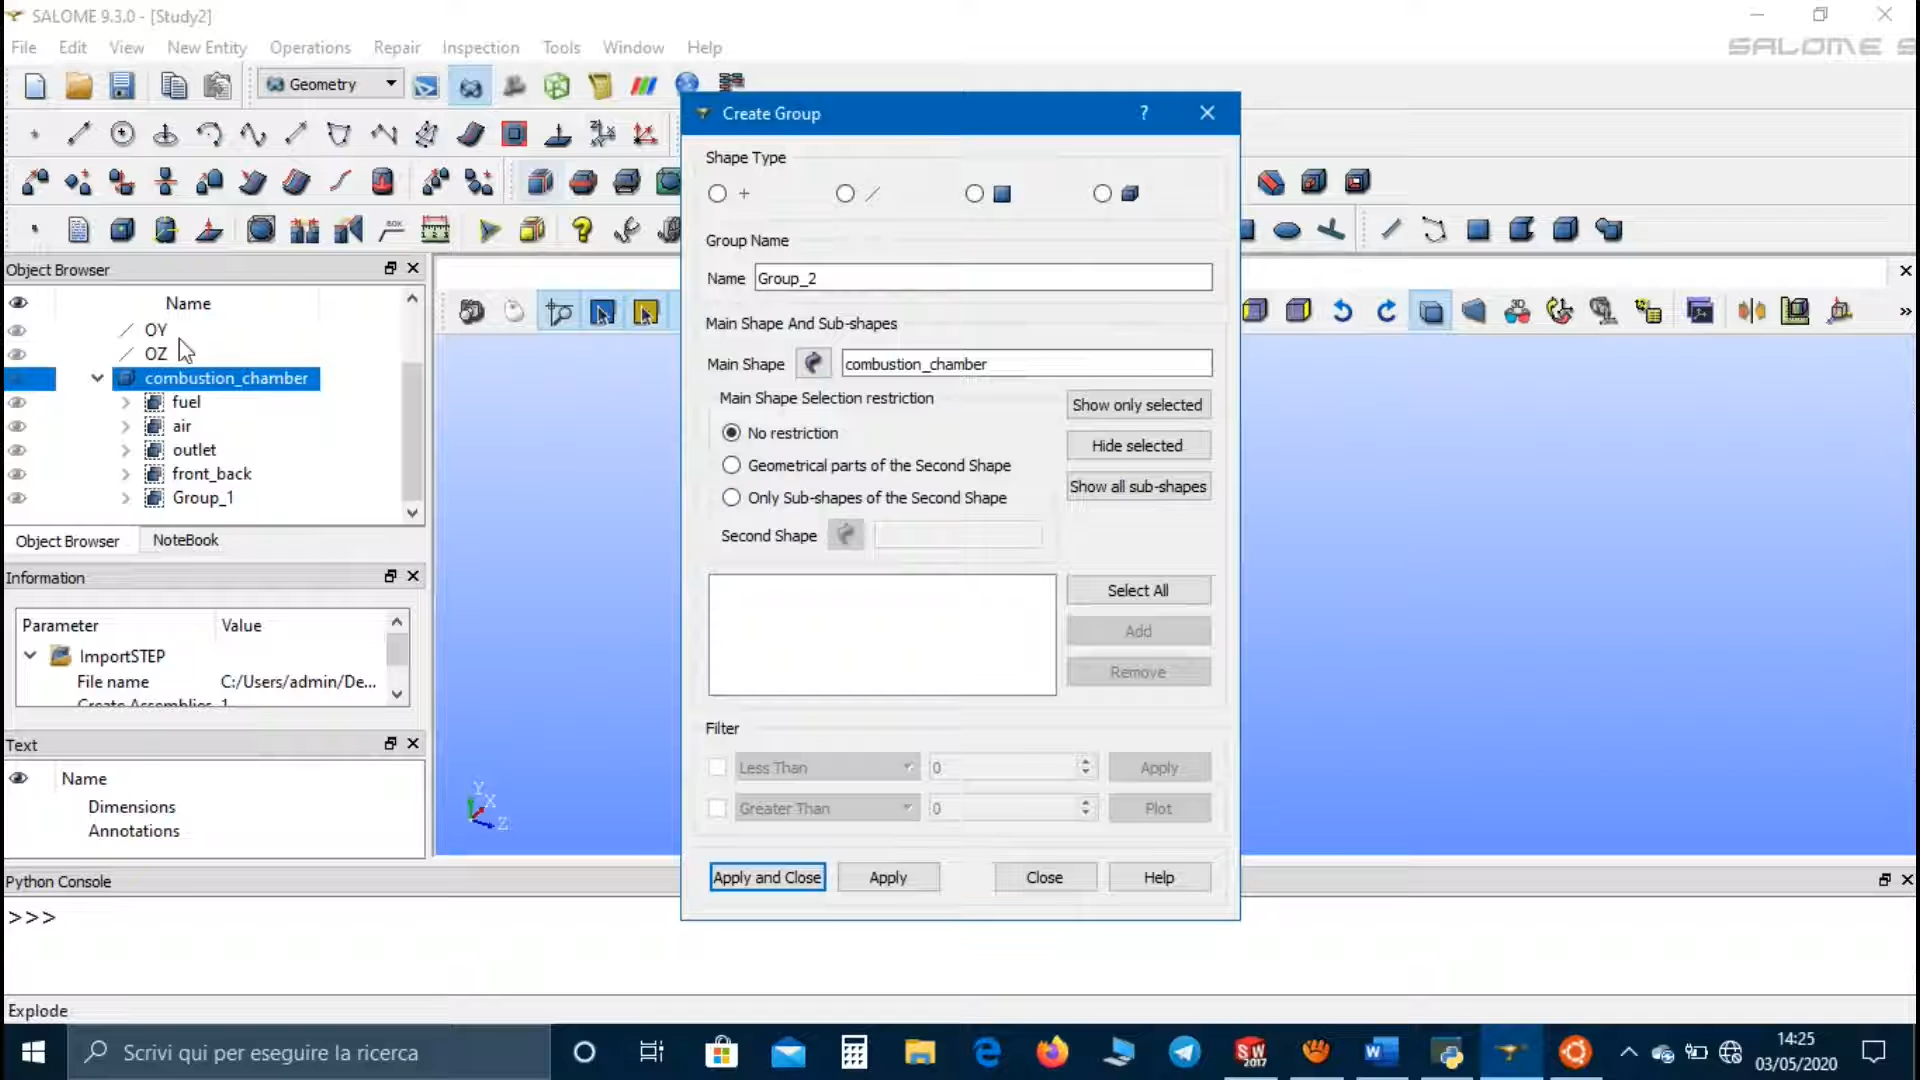 SALOME 9.3.0 - [Study2]
File Edit View New Entity Operations Repair Inspection Tools Window Help
SALOME S
Geometry
Create Group ?
Shape Type
Group Name
Name Group_2
Main Shape And Sub-shapes
Main Shape combustion_chamber
Main Shape Selection restriction
Show only selected
No restriction
Hide selected
Geometrical parts of the Second Shape
Show all sub-shapes
Only Sub-shapes of the Second Shape
Second Shape
Select All
Add
Remove
Filter
Less Than 0 Apply
Greater Than 0 Plot
Apply and Close Apply Close Help
Object Browser
Name
OY
OZ
combustion_chamber
fuel
air
outlet
front_back
Group_1
Object Browser NoteBook
Information
Parameter Value
ImportSTEP
File name C:/Users/admin/De...
Create Assemblies 1
Text
Name
Dimensions
Annotations
Y
X
Z
3D
Python Console
>>>
Explode
Scrivi qui per eseguire la ricerca
SW
2017
W
14:25
03/05/2020